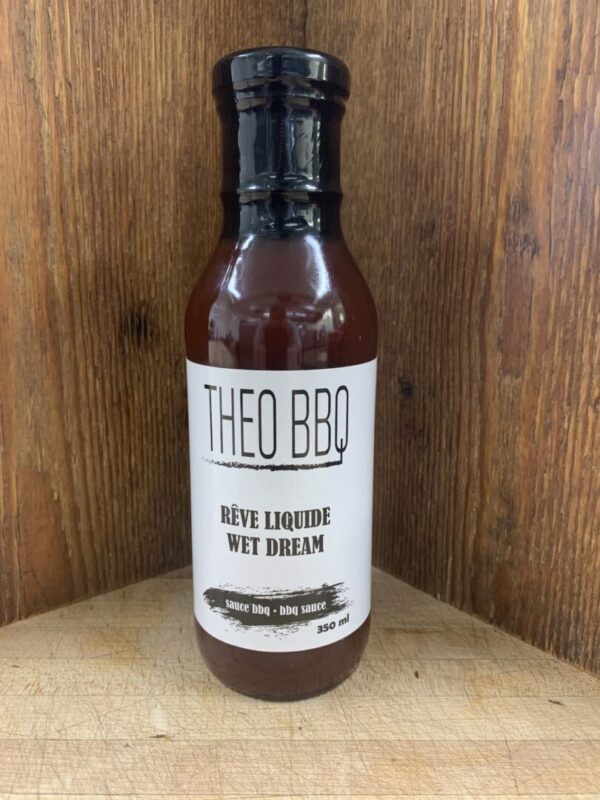 THEO BBQ
RÊVE LIQUIDE
WET DREAM
sauce bbq • bbq sauce
350 ml